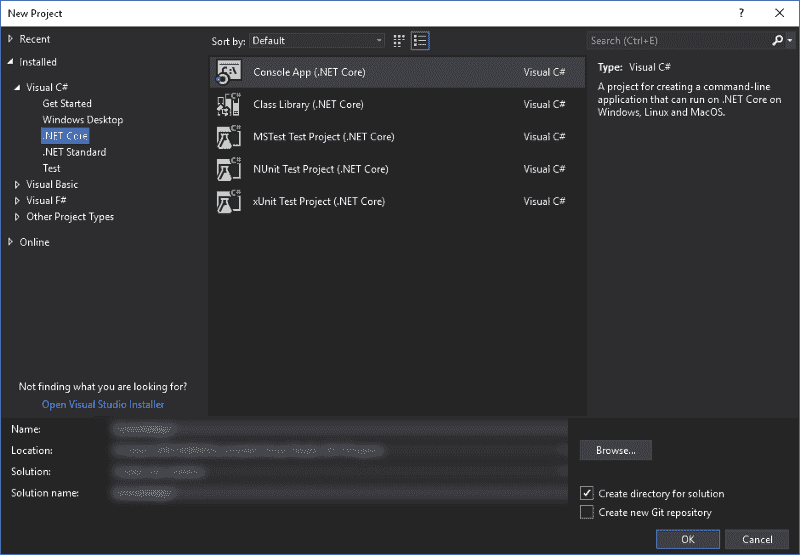 New Project
?
Recent
Sort by: Default
Search (Ctrl+E)
Installed
Visual C#
Get Started
Windows Desktop
.NET Core
.NET Standard
Test
Visual Basic
Visual F#
Other Project Types
Online
Not finding what you are looking for?
Open Visual Studio Installer
Console App (.NET Core) Visual C#
Class Library (.NET Core) Visual C#
MSTest Test Project (.NET Core) Visual C#
NUnit Test Project (.NET Core) Visual C#
xUnit Test Project (.NET Core) Visual C#
Type: Visual C#
A project for creating a command-line
application that can run on .NET Core on
Windows, Linux and MacOS.
Name:
Location:
Solution:
Solution name:
Browse...
Create directory for solution
Create new Git repository
OK Cancel